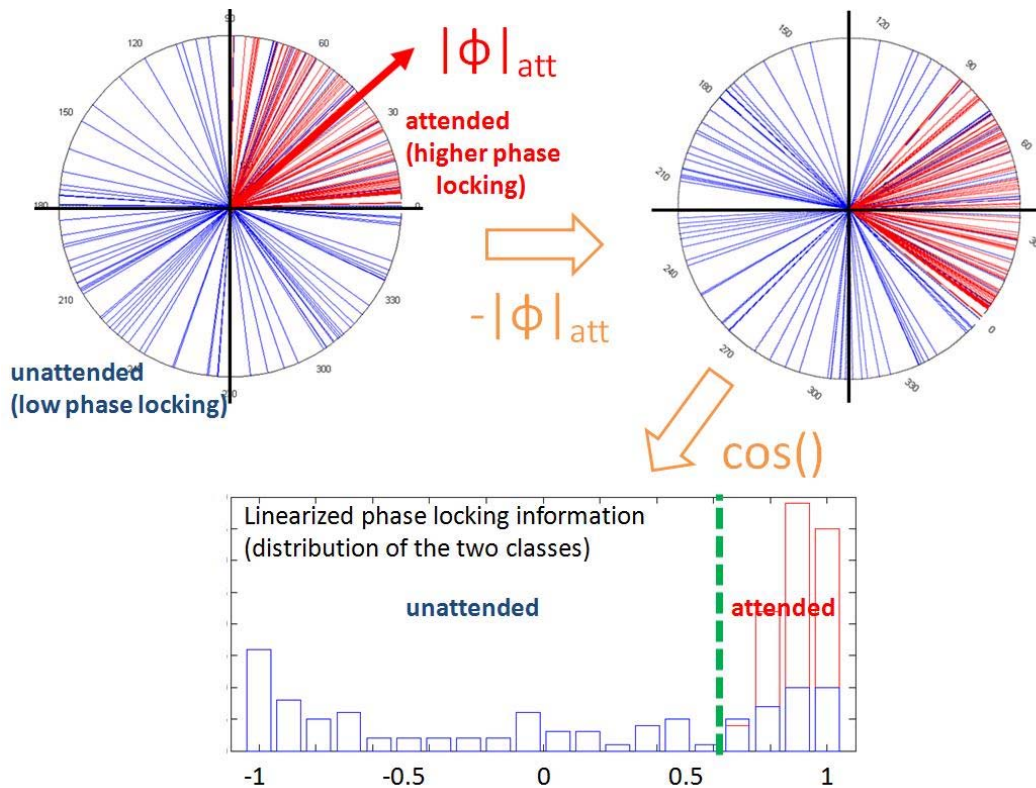 90
120
60
150
30
180
0
210
330
300
|ϕ|att
attended
(higher phase
locking)
unattended
(low phase locking)
-|ϕ|att
120
150
90
180
60
210
240
0
270
300
330
cos()
Linearized phase locking information
(distribution of the two classes)
unattended
attended
-1
-0.5
0
0.5
1